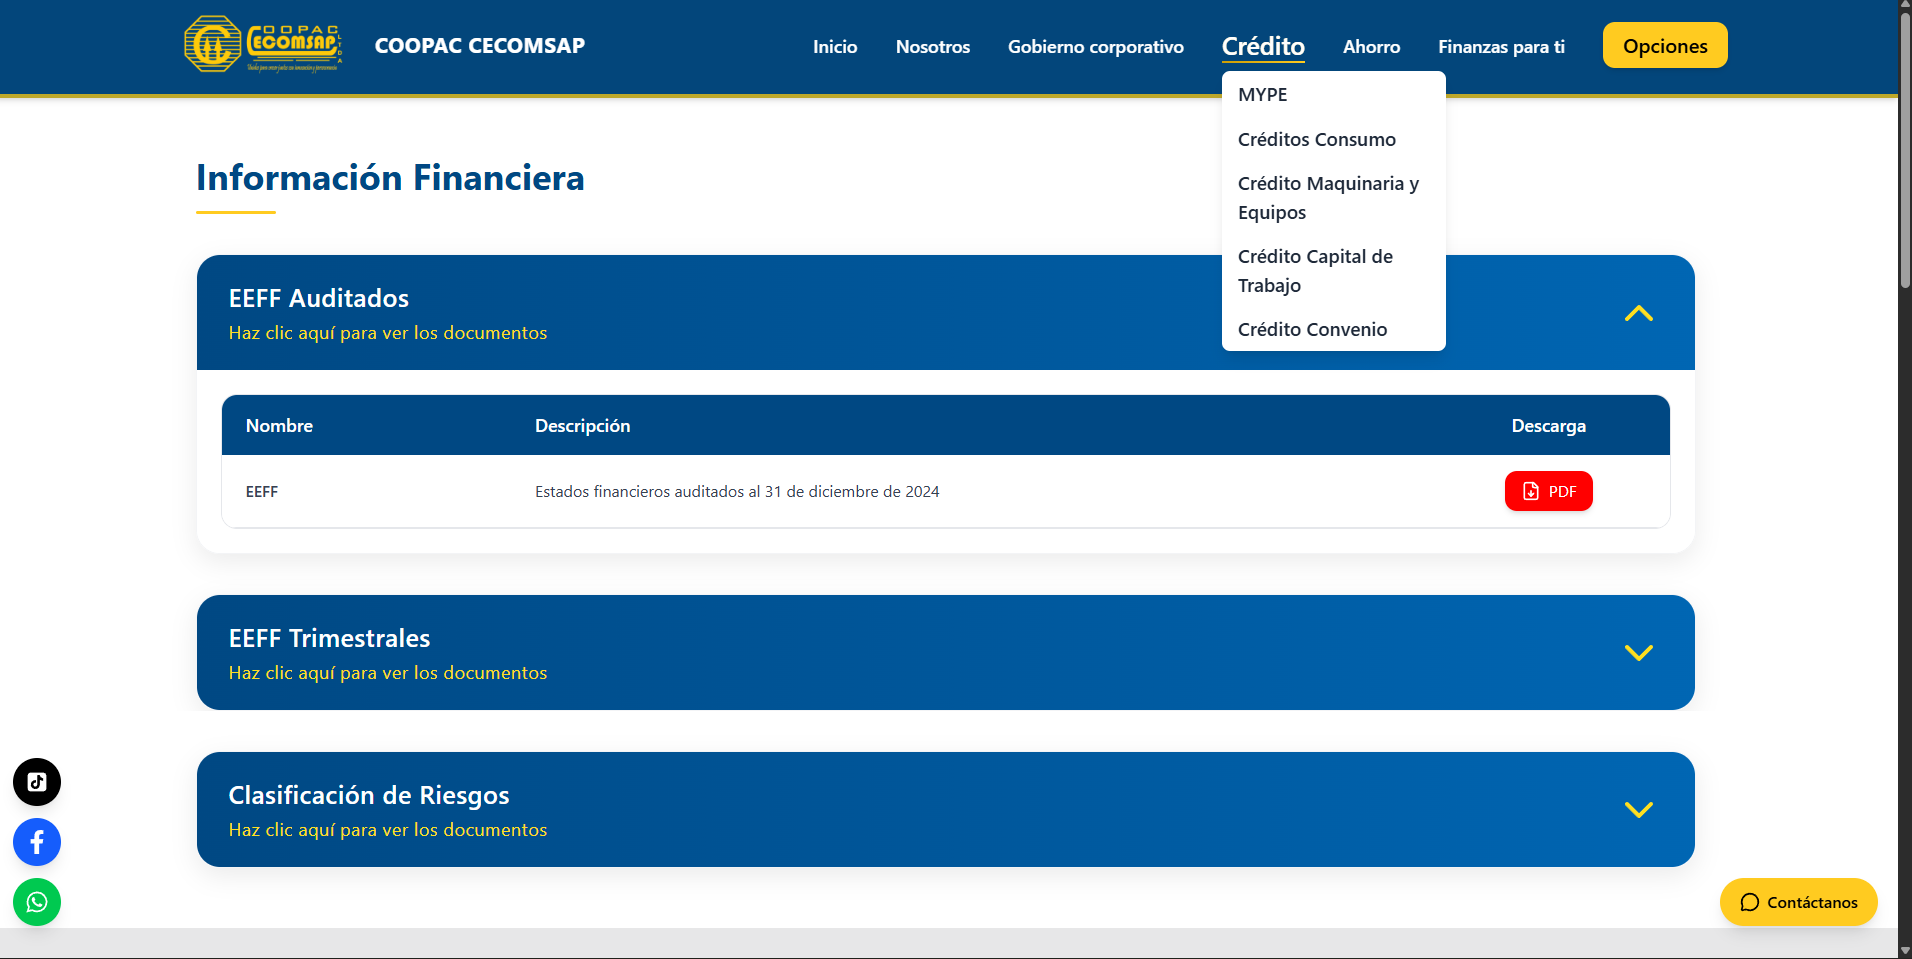 COOPAC
CECOMSAP
LTDA
COOPAC CECOMSAP
Inicio
Nosotros
Gobierno corporativo
Crédito
Ahorro
Finanzas para ti
Opciones
MYPE
Créditos Consumo
Crédito Maquinaria y
Equipos
Crédito Capital de
Trabajo
Crédito Convenio
Información Financiera
EEFF Auditados
Haz clic aquí para ver los documentos
Nombre
Descripción
Descarga
EEFF
Estados financieros auditados al 31 de diciembre de 2024
PDF
EEFF Trimestrales
Haz clic aquí para ver los documentos
Clasificación de Riesgos
Haz clic aquí para ver los documentos
Contáctanos